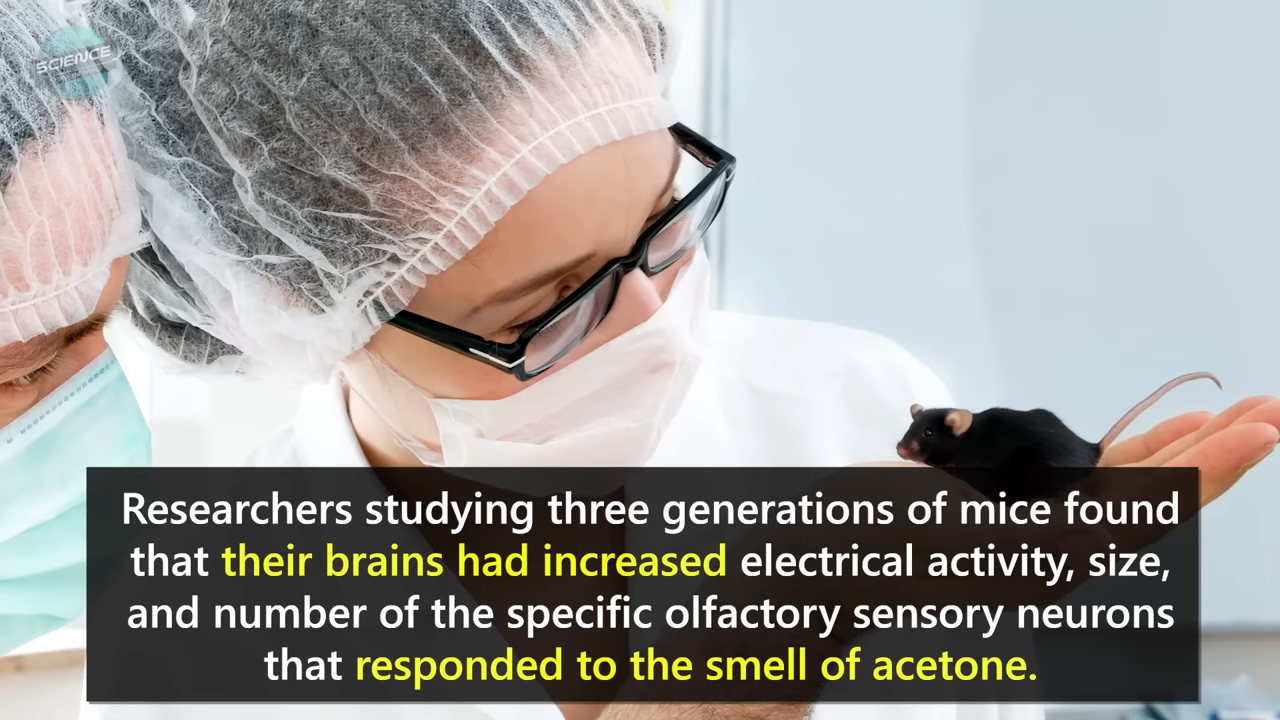 SCIENCE
Researchers studying three generations of mice found
that their brains had increased electrical activity, size,
and number of the specific olfactory sensory neurons
that responded to the smell of acetone.